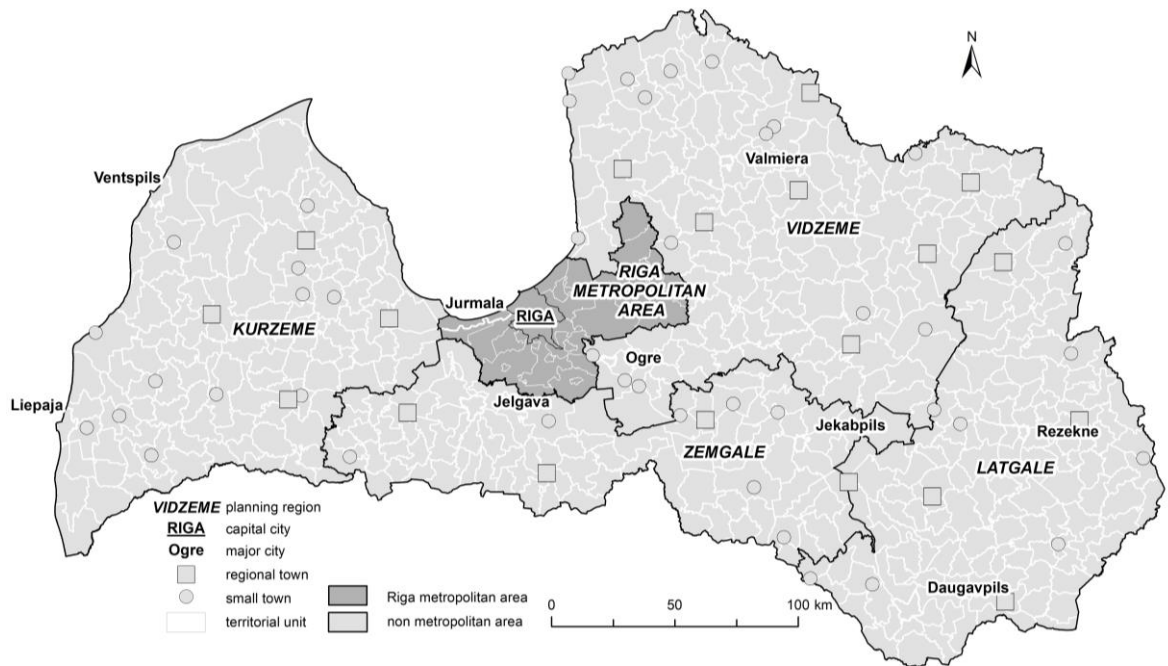 N
Ventspils
Valmiera
VIDZEME
RIGA
METROPOLITAN
AREA
Jurmala
RIGA
KURZEME
Ogre
Liepaja
Jelgava
Jekabpils
Rezekne
ZEMGALE
LATGALE
Daugavpils
VIDZEME planning region
RIGA capital city
Ogre major city
regional town
small town
territorial unit
Riga metropolitan area
non metropolitan area
0 50 100 km